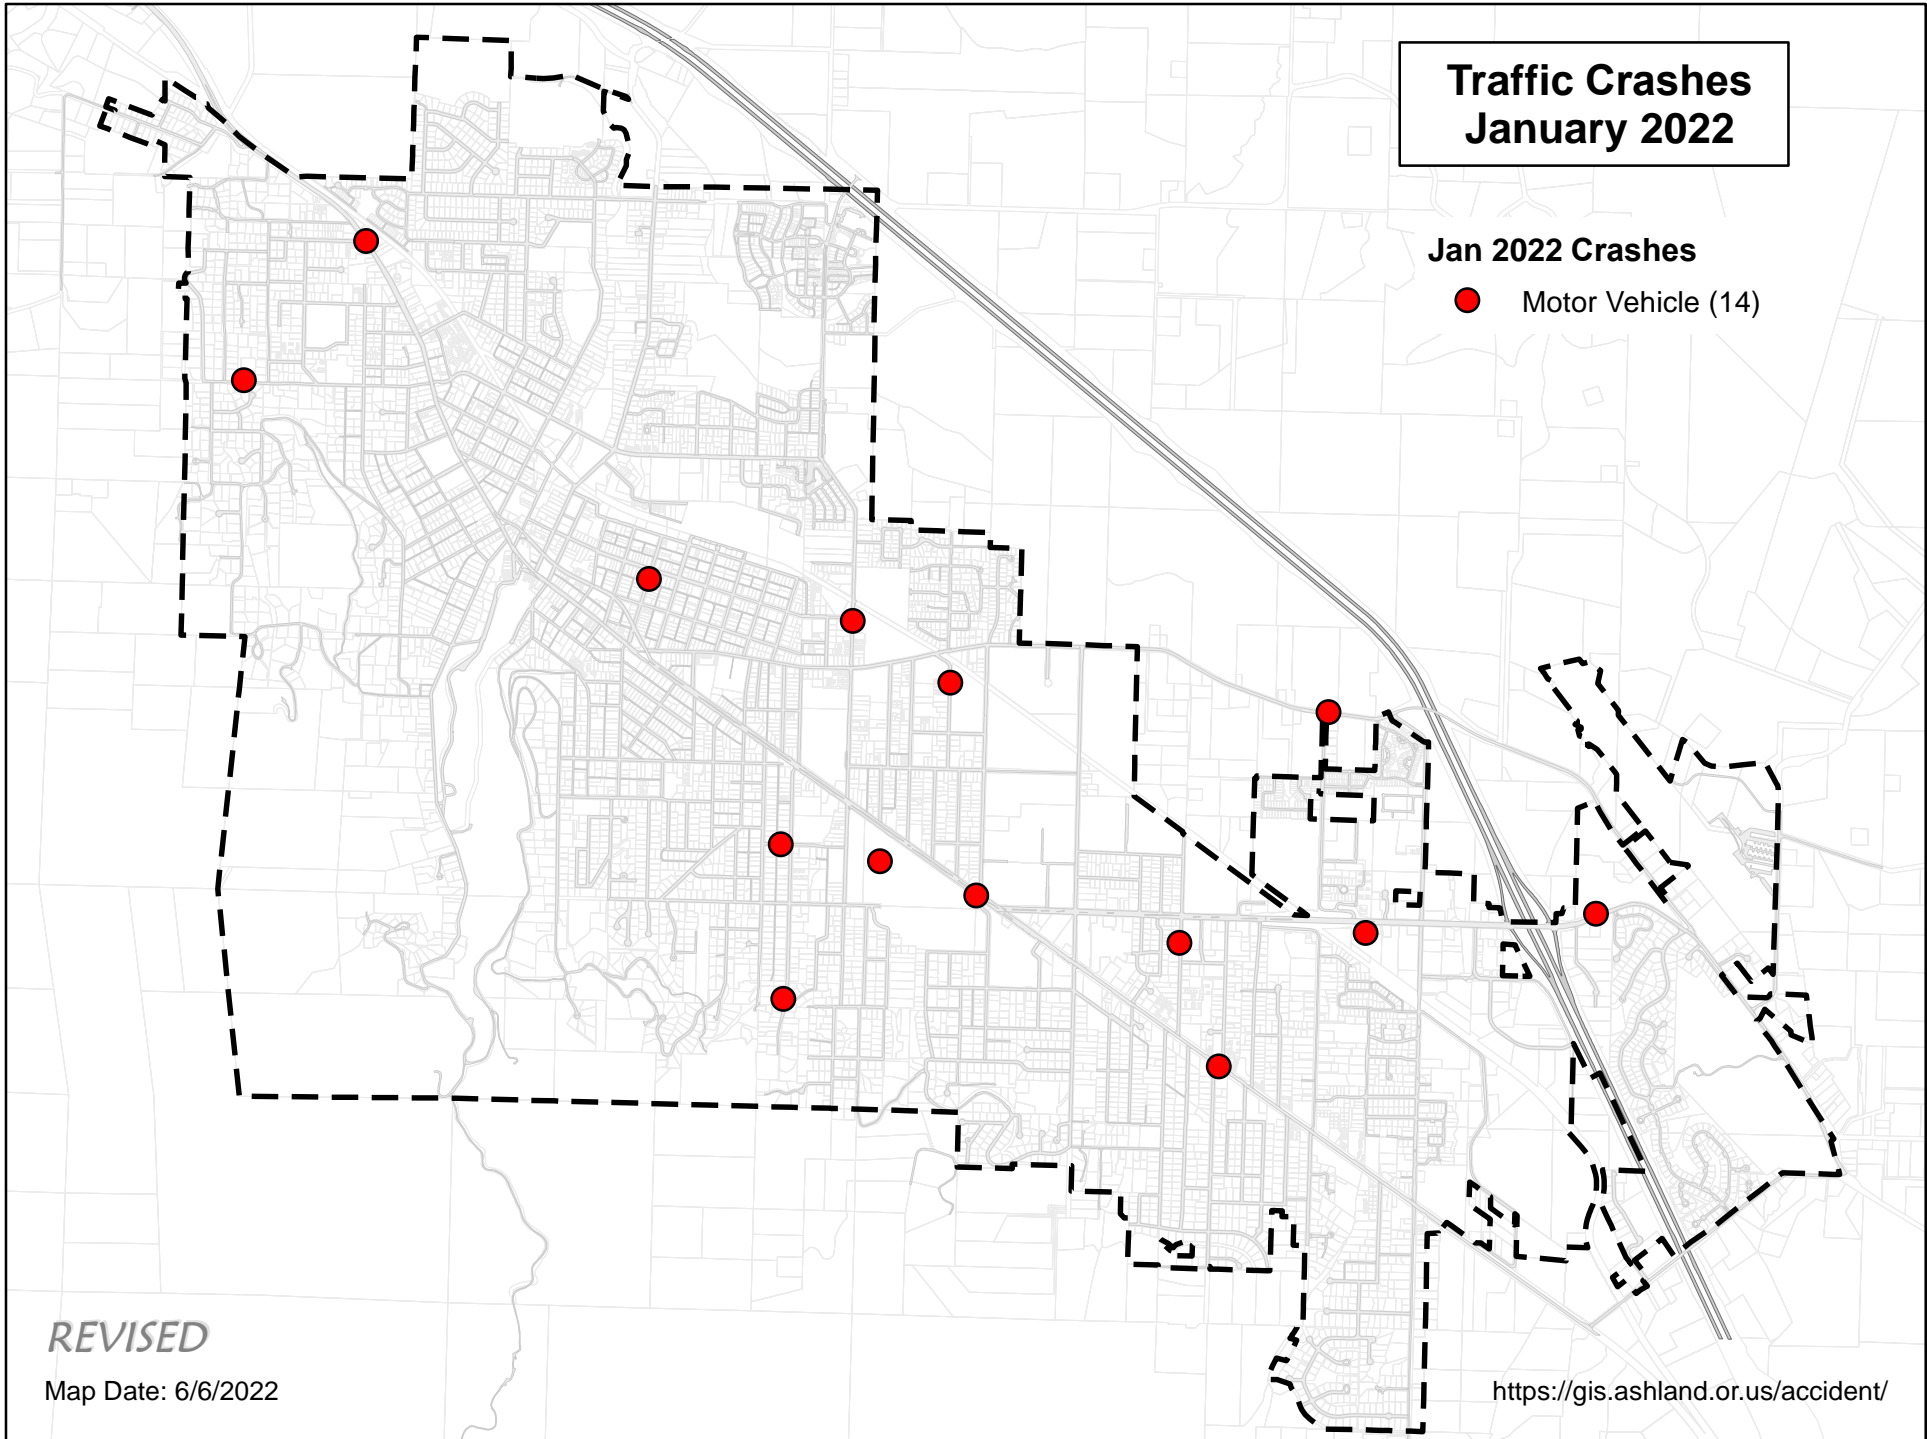 Traffic Crashes
January 2022
Jan 2022 Crashes
Motor Vehicle (14)
REVISED
Map Date: 6/6/2022
https://gis.ashland.or.us/accident/